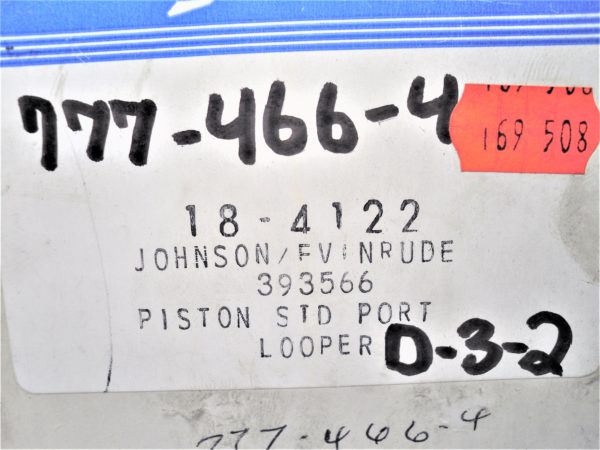 777-466-4
169 508
18-4122
JOHNSON/EVINRUDE
393566
PISTON STD PORT
LOOPER
D-3-2
777-466-4